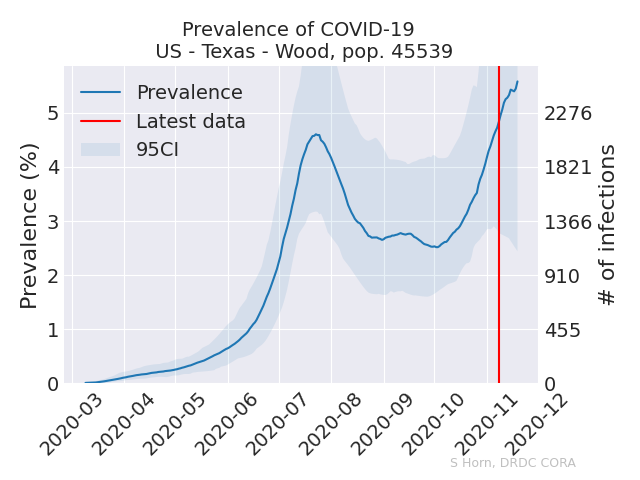 Prevalence of COVID-19
US - Texas - Wood, pop. 45539
Prevalence
Latest data
95CI
Prevalence (%)
5
4
3
2
1
0
2276
1821
1366
910
455
0
# of infections
2020-03
2020-04
2020-05
2020-06
2020-07
2020-08
2020-09
2020-10
2020-11
2020-12
S Horn, DRDC CORA